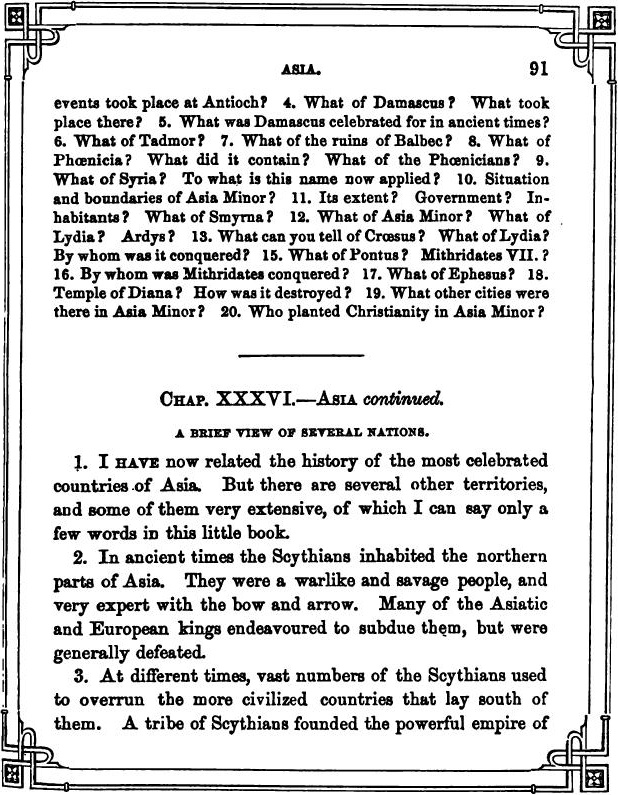 ASIA. 91
events took place at Antioch? 4. What of Damascus? What took
place there? 5. What was Damascus celebrated for in ancient times?
6. What of Tadmor? 7. What of the ruins of Balbec? 8. What of
Phœnicia? What did it contain? What of the Phœnicians? 9.
What of Syria? To what is this name now applied? 10. Situation
and boundaries of Asia Minor? 11. Its extent? Government? In-
habitants? What of Smyrna? 12. What of Asia Minor? What of
Lydia? Ardys? 13. What can you tell of Crœsus? What of Lydia?
By whom was it conquered? 15. What of Pontus? Mithridates VII.?
16. By whom was Mithridates conquered? 17. What of Ephesus? 18.
Temple of Diana? How was it destroyed? 19. What other cities were
there in Asia Minor? 20. Who planted Christianity in Asia Minor?
CHAP. XXXVI.—ASIA continued.
A BRIEF VIEW OF SEVERAL NATIONS.
1. I HAVE now related the history of the most celebrated
countries of Asia. But there are several other territories,
and some of them very extensive, of which I can say only a
few words in this little book.
2. In ancient times the Scythians inhabited the northern
parts of Asia. They were a warlike and savage people, and
very expert with the bow and arrow. Many of the Asiatic
and European kings endeavoured to subdue them, but were
generally defeated.
3. At different times, vast numbers of the Scythians used
to overrun the more civilized countries that lay south of
them. A tribe of Scythians founded the powerful empire of